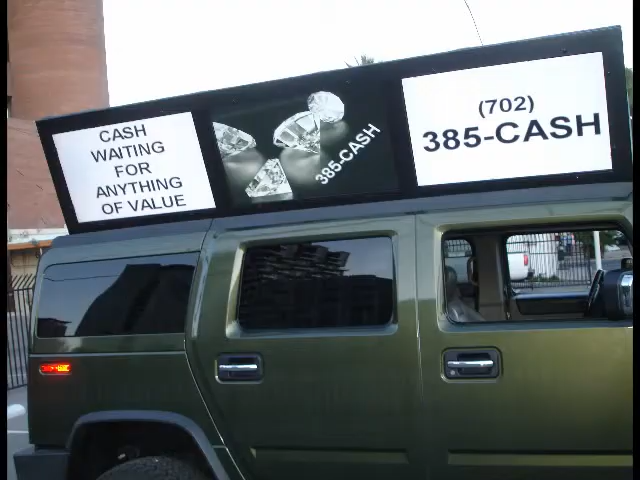 CASH
WAITING
FOR
ANYTHING
OF VALUE
385-CASH
(702)
385-CASH